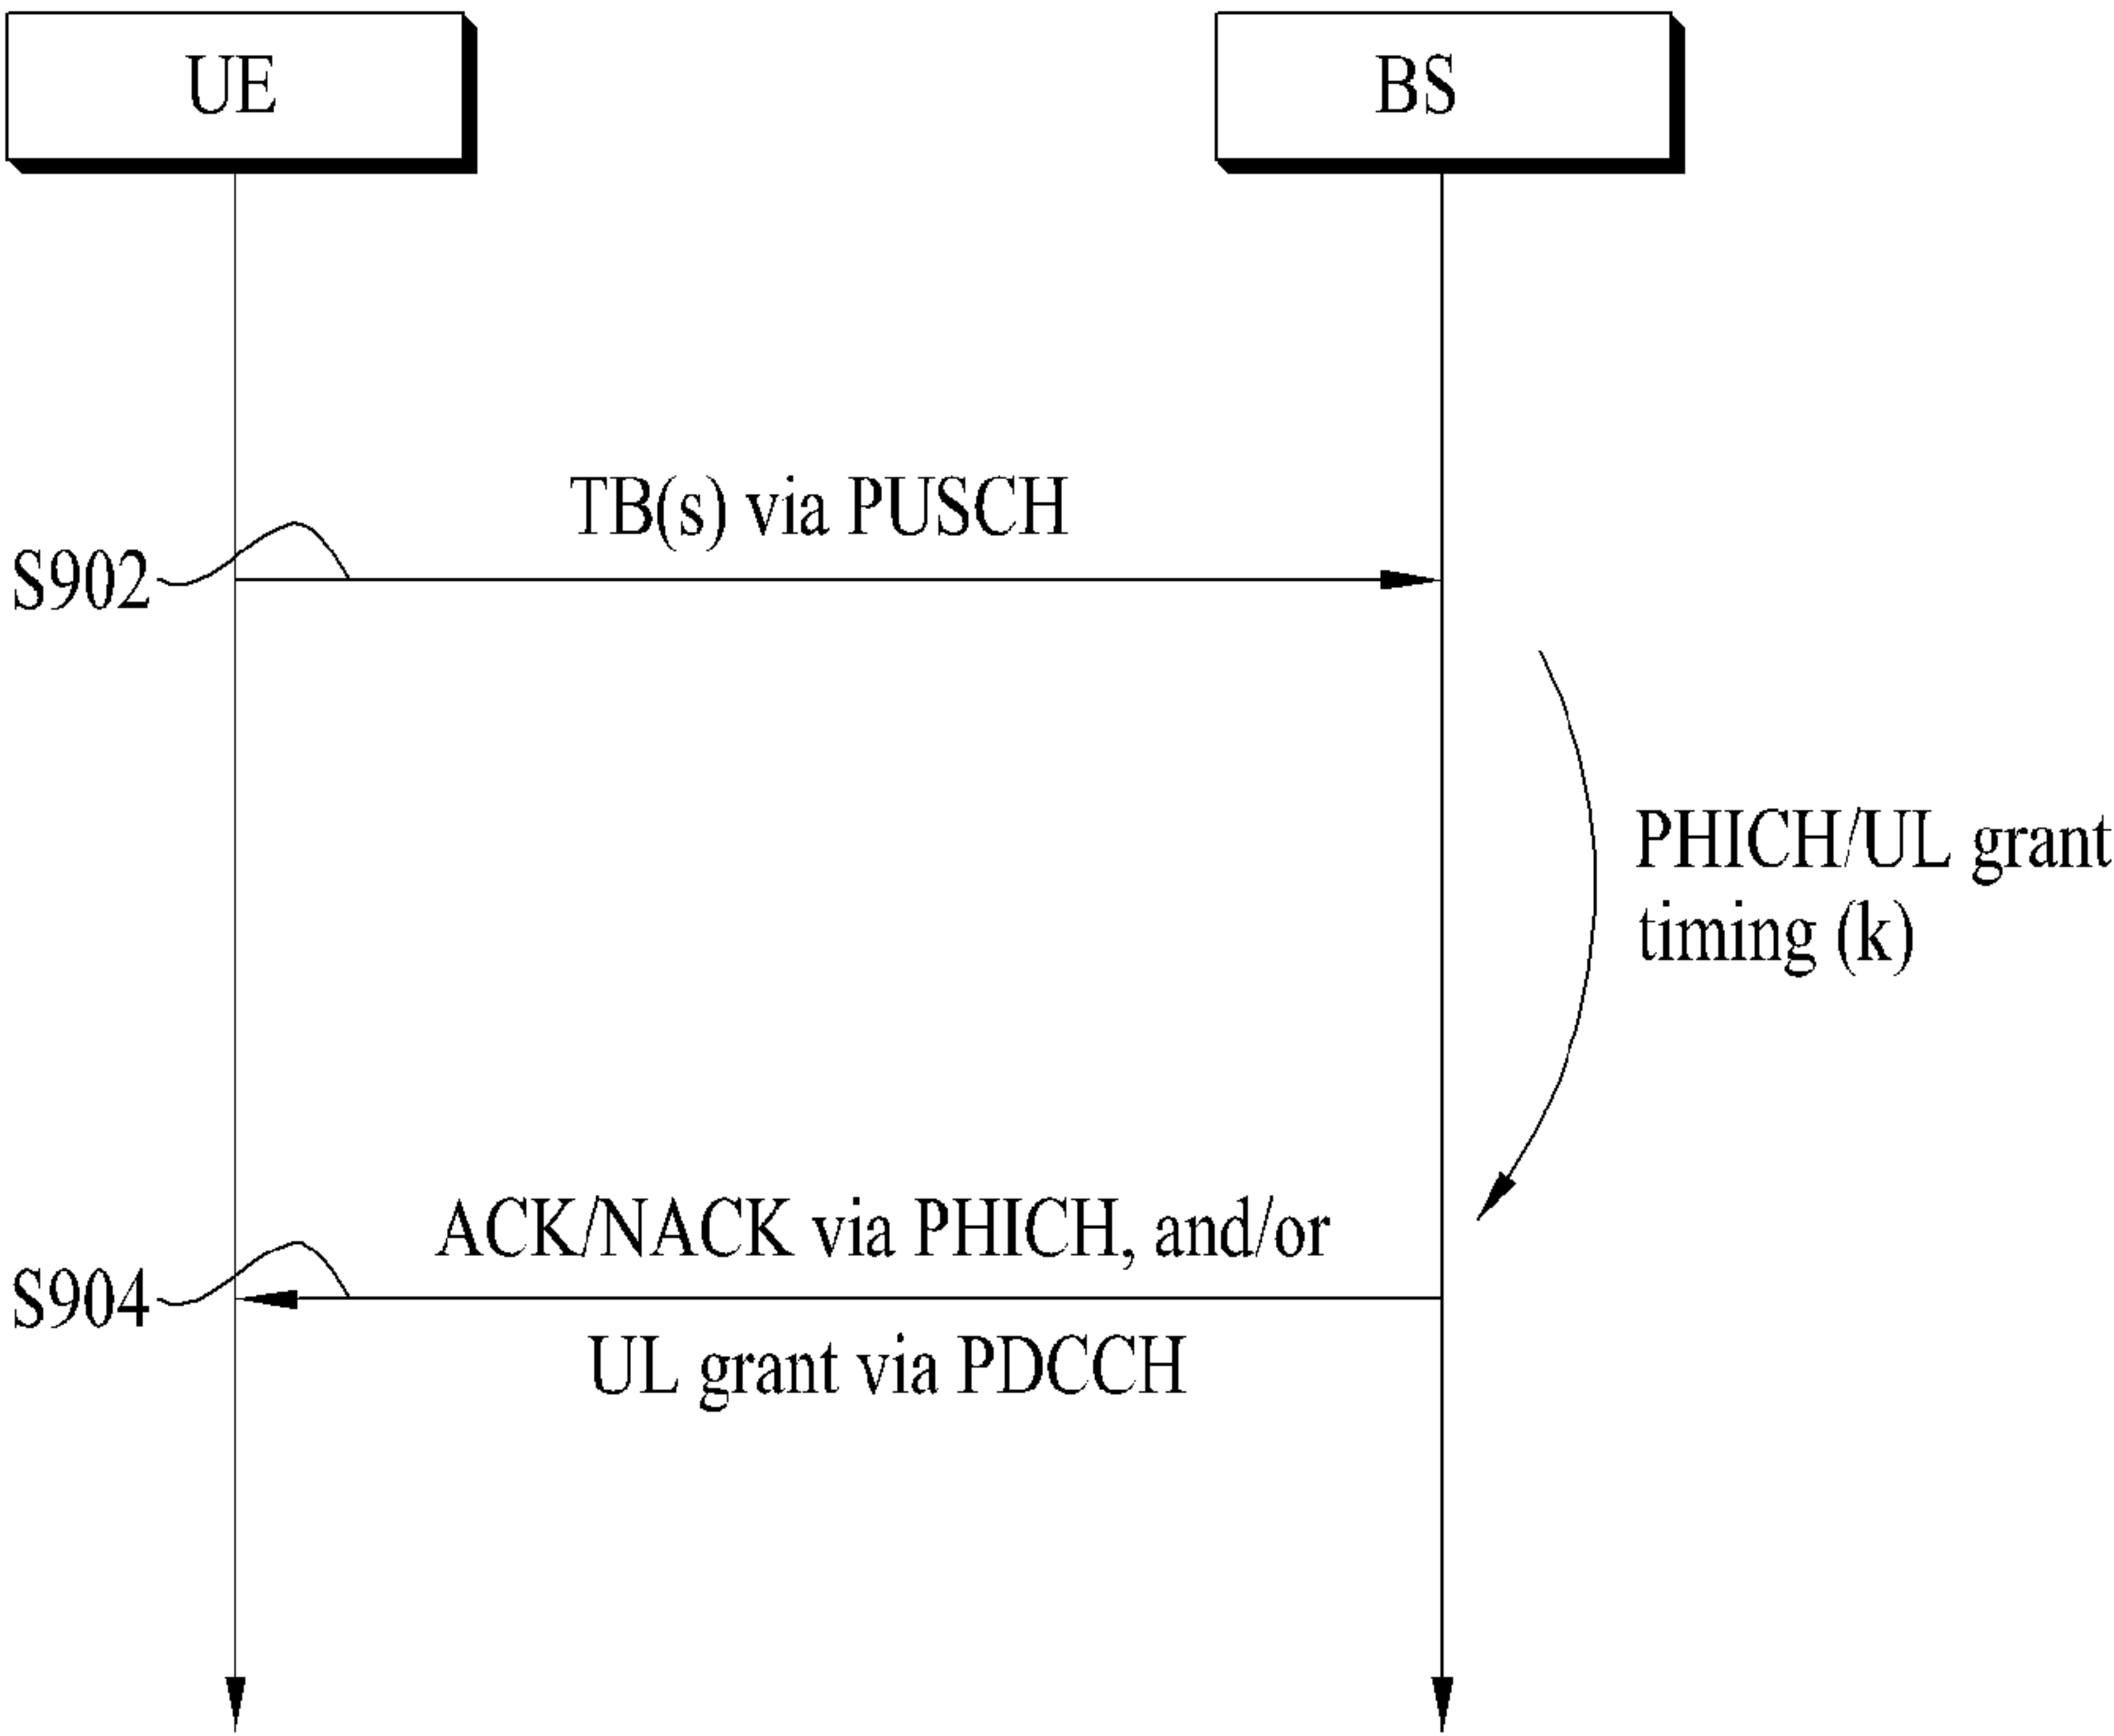 UE
BS
TB(s) via PUSCH
S902
PHICH/UL grant
timing (k)
ACK/NACK via PHICH, and/or
S904
UL grant via PDCCH